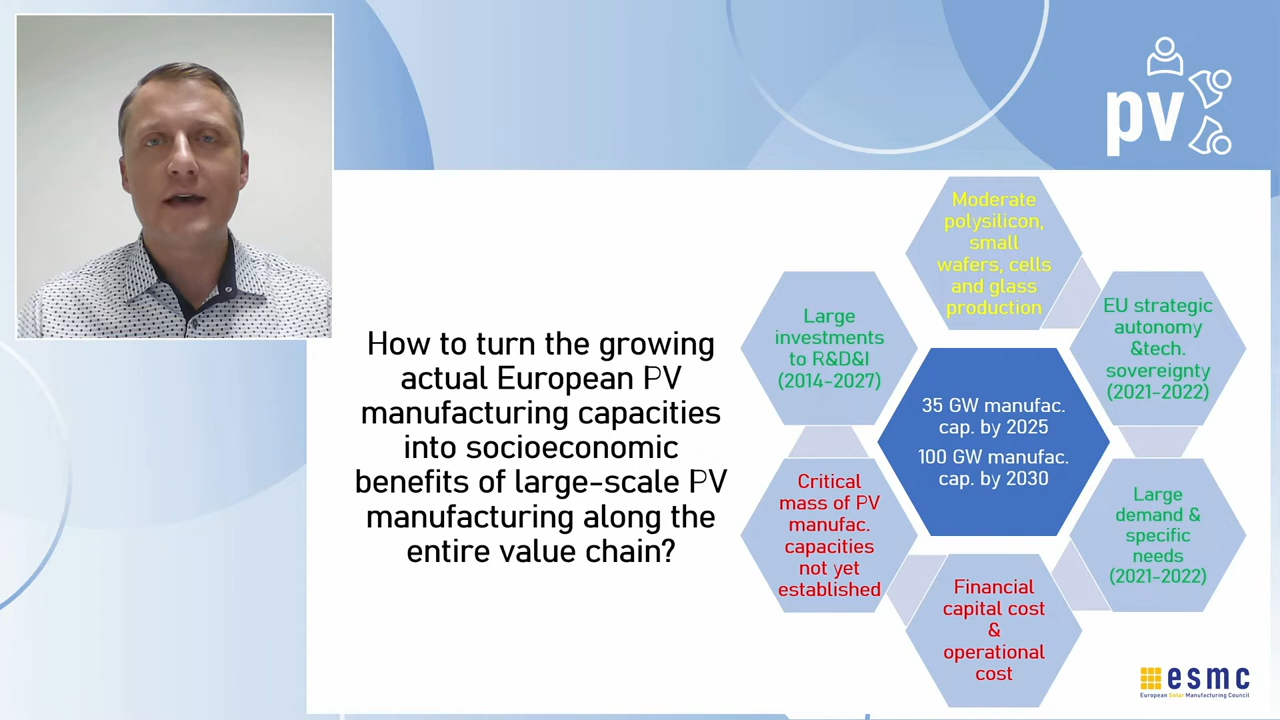 pv
How to turn the growing
actual European PV
manufacturing capacities
into socioeconomic
benefits of large-scale PV
manufacturing along the
entire value chain?
Moderate
polysilicon,
small
wafers, cells
and glass
production
EU strategic
autonomy
&tech.
sovereignty
(2021-2022)
Large
demand &
specific
needs
(2021-2022)
Financial
capital cost
&
operational
cost
Critical
mass of PV
manufac.
capacities
not yet
established
Large
investments
to R&D&I
(2014-2027)
35 GW manufac.
cap. by 2025
100 GW manufac.
cap. by 2030
esmc
European Solar Manufacturing Council